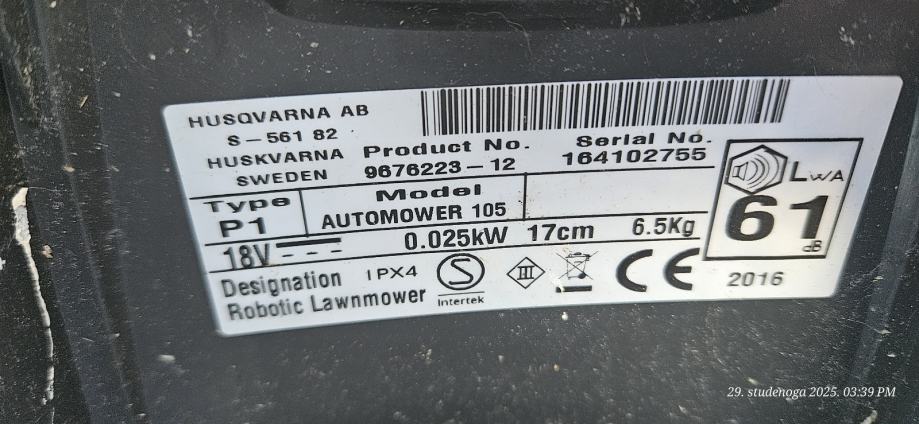 HUSQVARNA AB
S-561 82
HUSKVARNA
SWEDEN
Product No.
9676223-12
Serial No.
164102755
Type
P1
Model
AUTOMOWER 105
18V
0.025kW 17cm 6.5Kg
LWA
61
dB
Designation IPX4
Robotic Lawnmower
S
Intertek
III
CE
2016
29. studenoga 2025. 03:39 PM